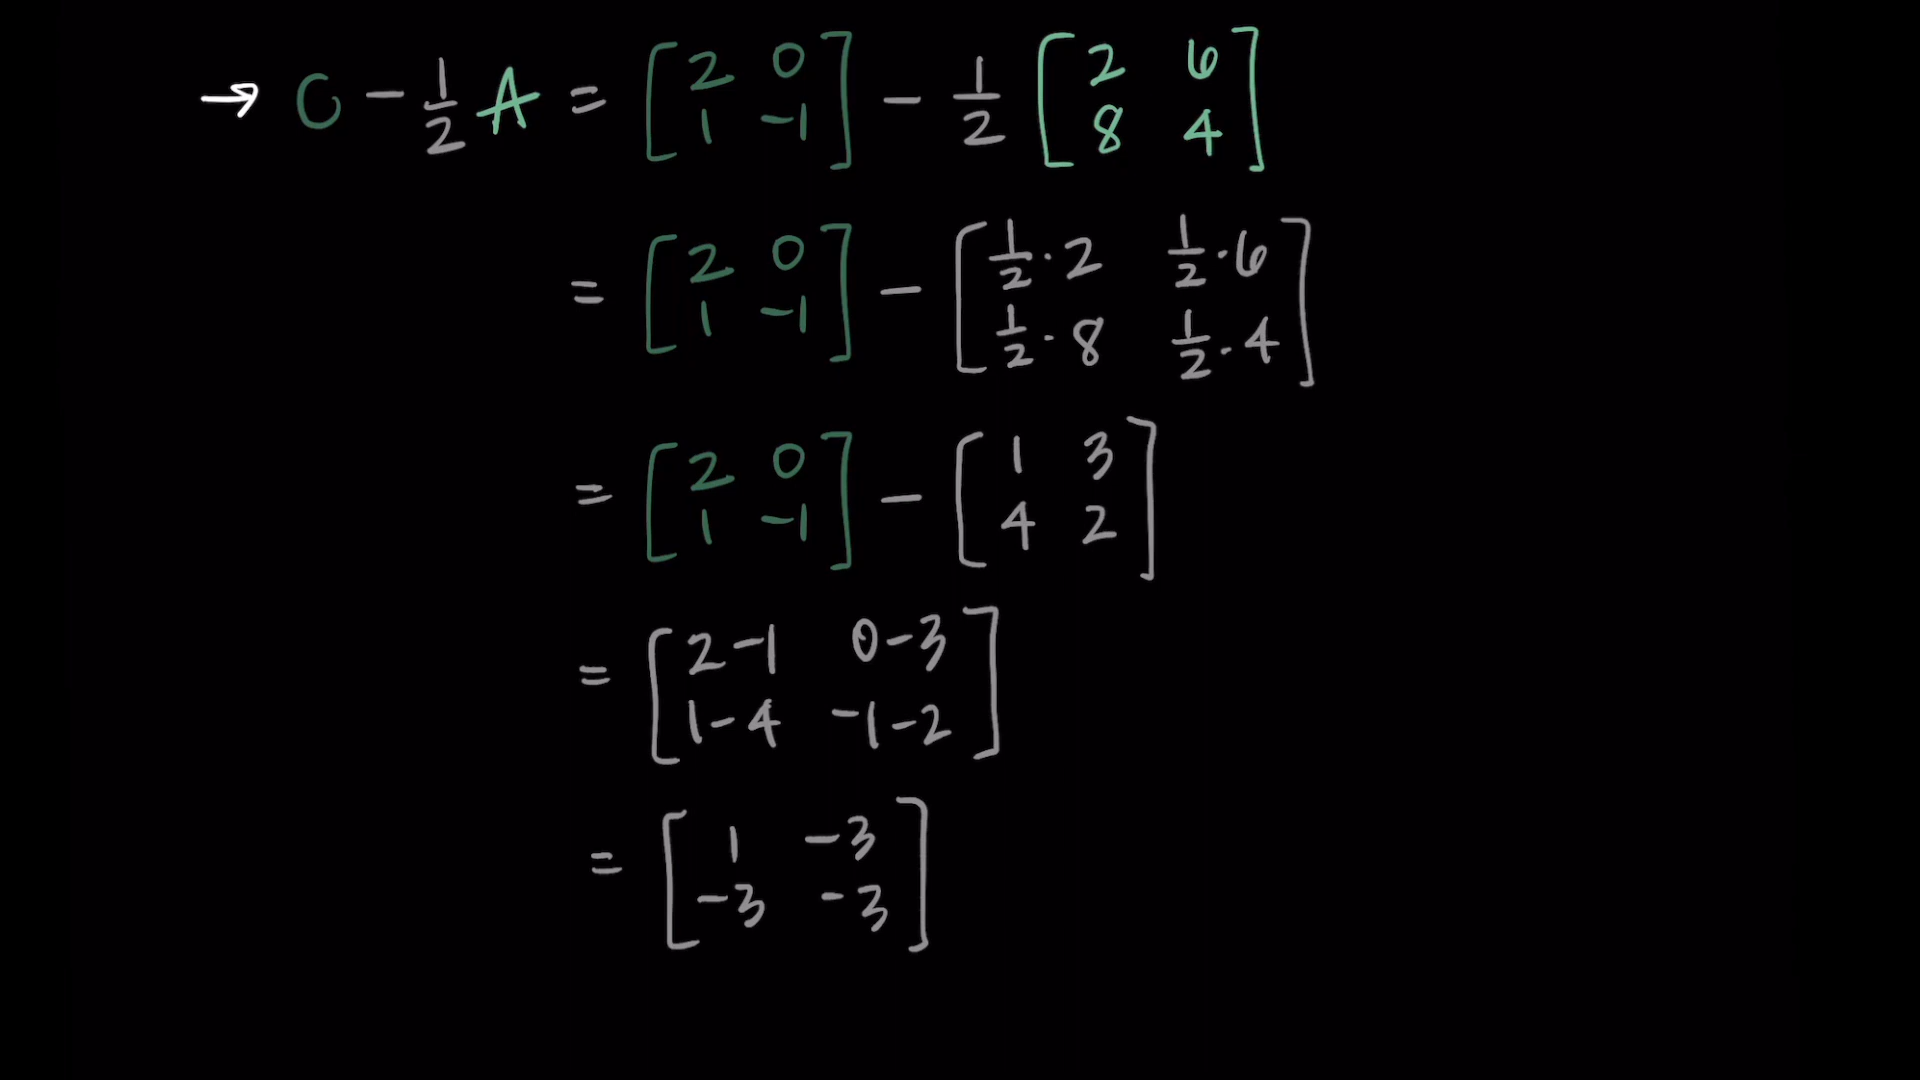 → C - 1/2 A = [2 0; 1 -1] - 1/2 [2 6; 8 4]
= [2 0; 1 -1] - [1/2·2 1/2·6; 1/2·8 1/2·4]
= [2 0; 1 -1] - [1 3; 4 2]
= [2-1 0-3; 1-4 -1-2]
= [1 -3; -3 -3]